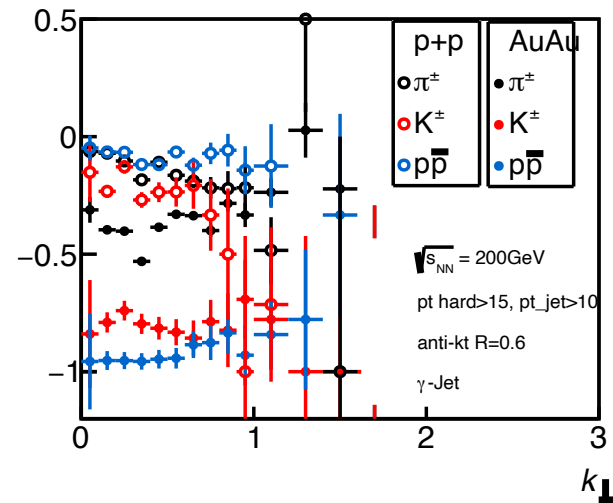 0.5
0
−0.5
−1
0
1
2
3
k⊥
p+p
π±
K±
pp̄
AuAu
π±
K±
pp̄
√s_NN = 200GeV
pt hard>15, pt_jet>10
anti-kt R=0.6
γ-Jet